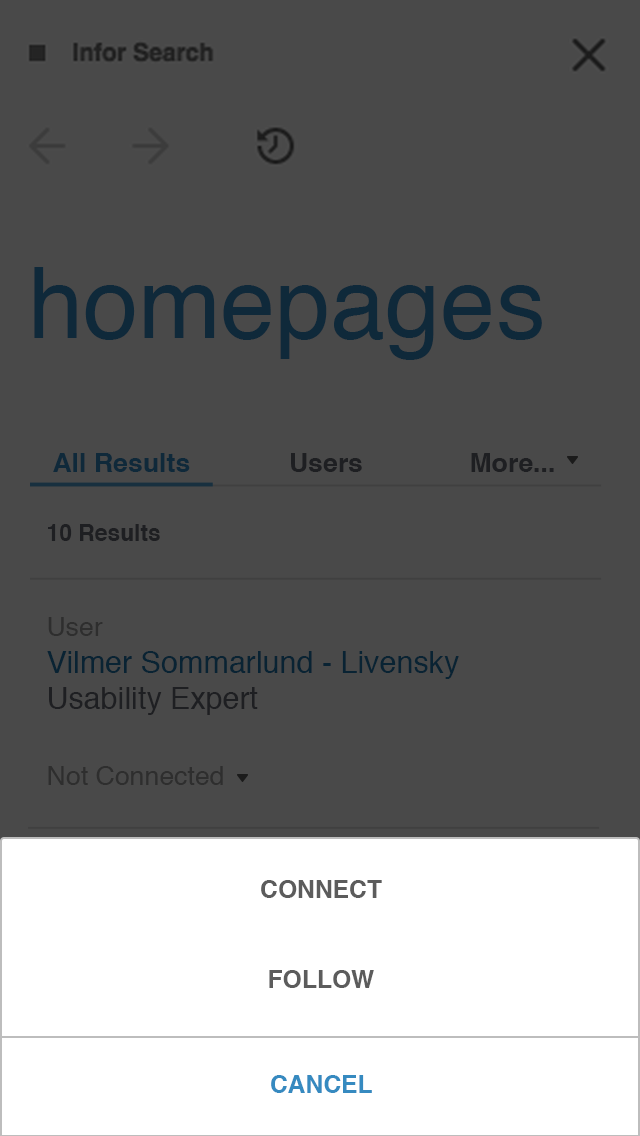 Infor Search
homepages
All Results Users More...
10 Results
User
Vilmer Sommarlund - Livensky
Usability Expert
Not Connected
CONNECT
FOLLOW
CANCEL